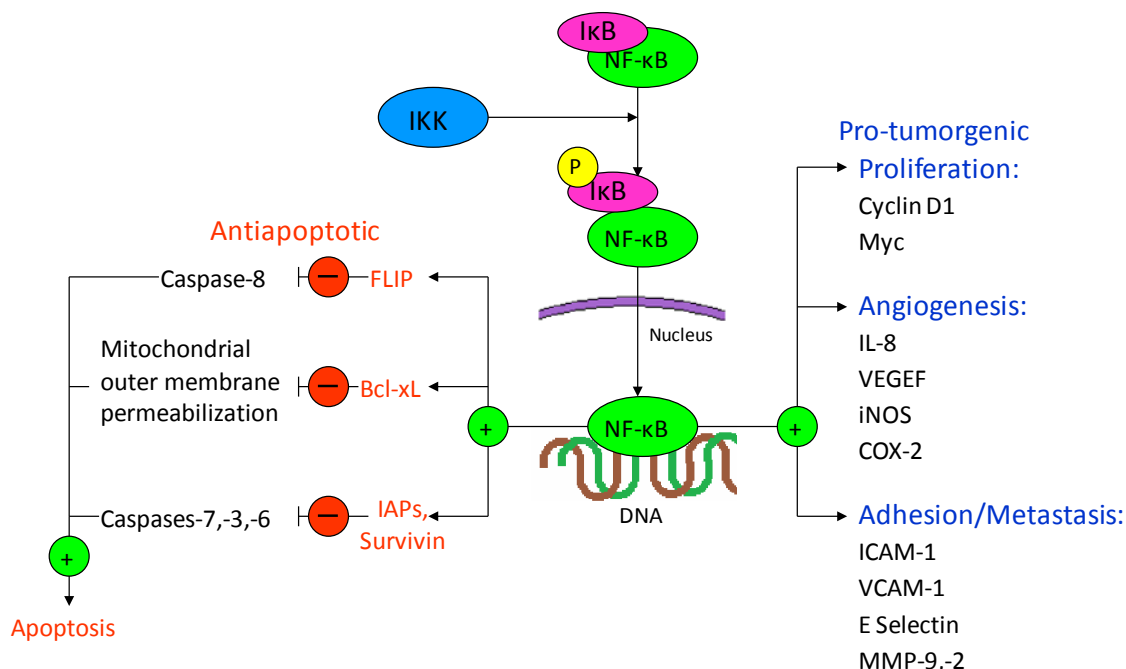 IκB
NF-κB
IKK
P
IκB
NF-κB
Nucleus
NF-κB
DNA
+
+
Antiapoptotic
Caspase-8
−
FLIP
Mitochondrial
outer membrane
permeabilization
−
Bcl-xL
Caspases-7,-3,-6
−
IAPs,
Survivin
+
Apoptosis
Pro-tumorgenic
Proliferation:
Cyclin D1
Myc
Angiogenesis:
IL-8
VEGEF
iNOS
COX-2
Adhesion/Metastasis:
ICAM-1
VCAM-1
E Selectin
MMP-9,-2